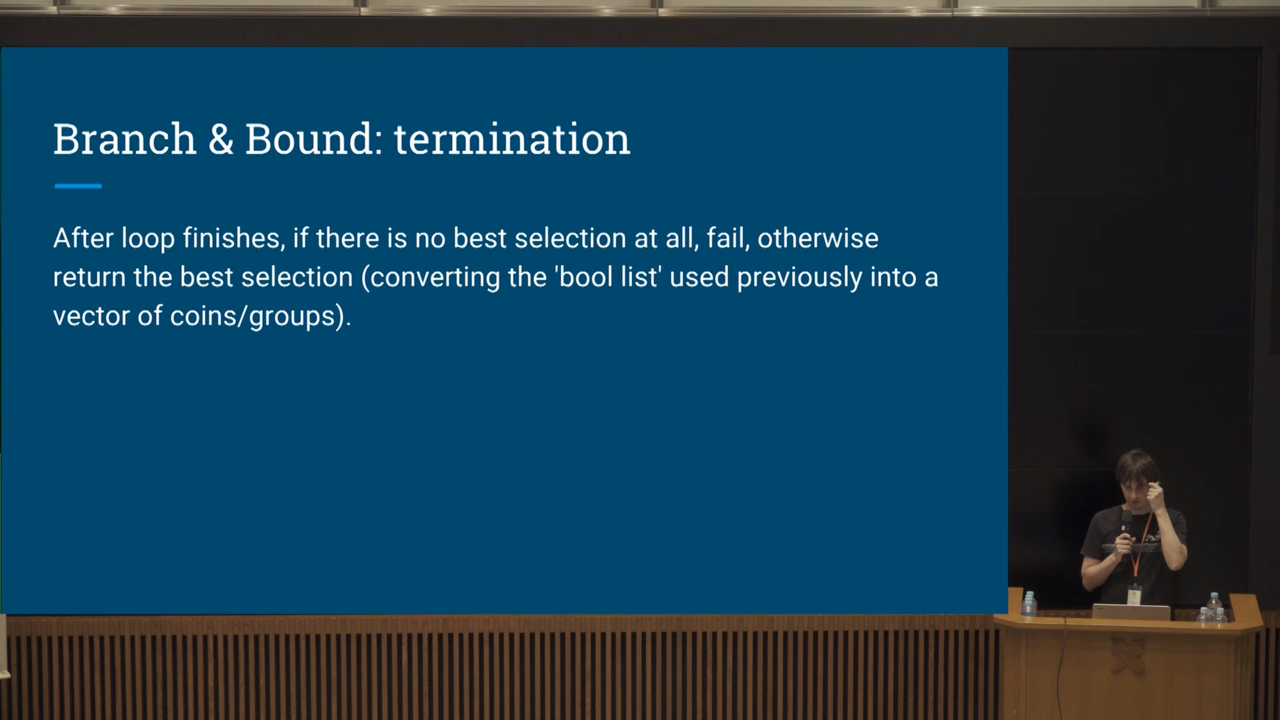 Branch & Bound: termination
After loop finishes, if there is no best selection at all, fail, otherwise
return the best selection (converting the 'bool list' used previously into a
vector of coins/groups).